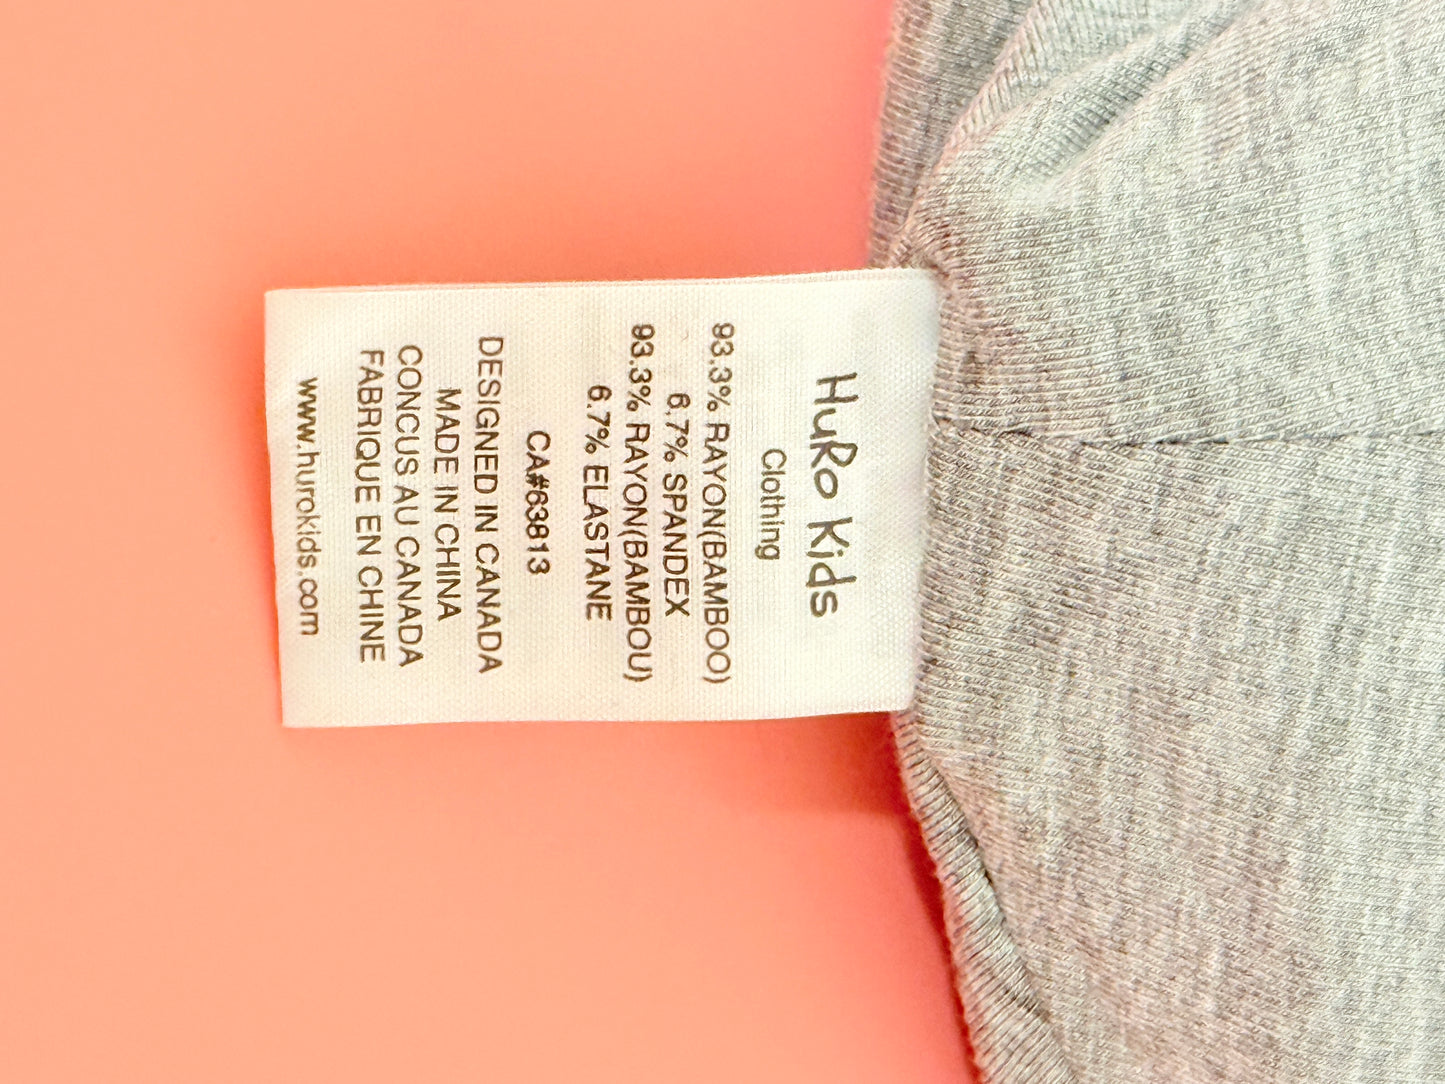 HuRo Kids
Clothing
93.3% RAYON(BAMBOO)
6.7% SPANDEX
93.3% RAYON(BAMBOU)
6.7% ELASTANE
CA#63813
DESIGNED IN CANADA
MADE IN CHINA
CONCUS AU CANADA
FABRIQUE EN CHINE
www.hurokids.com